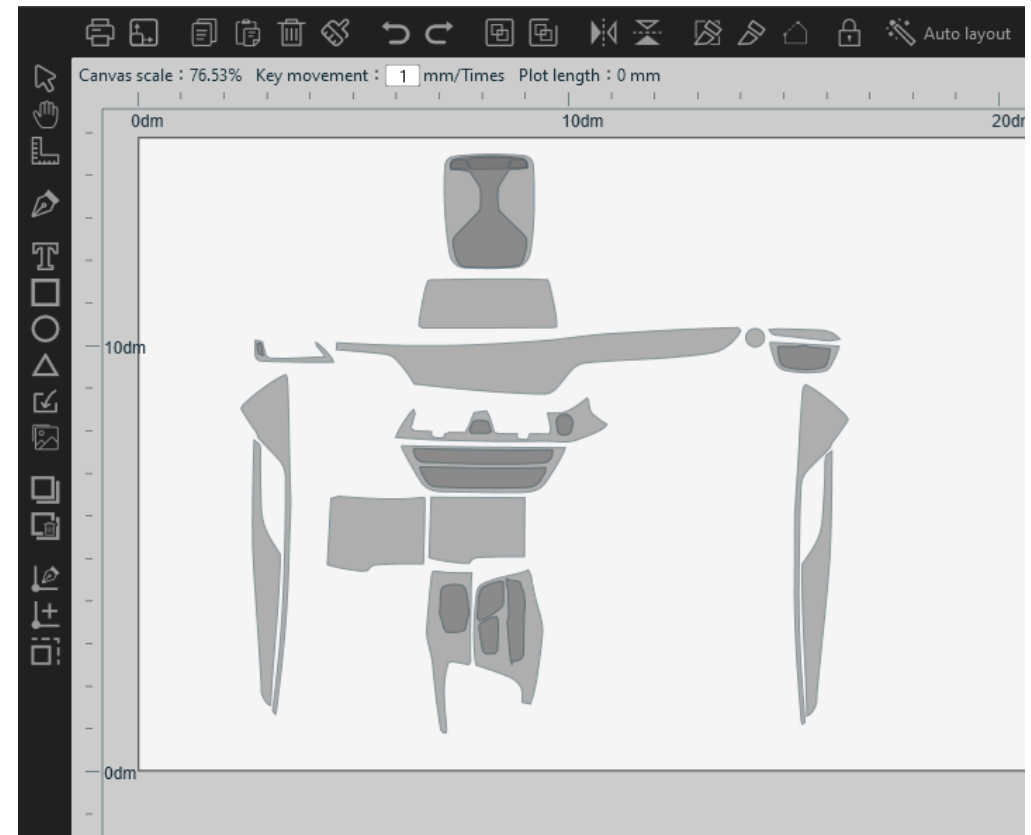 Auto layout
Canvas scale：76.53% Key movement： 1 mm/Times Plot length：0 mm
0dm 10dm 20dm
10dm
0dm